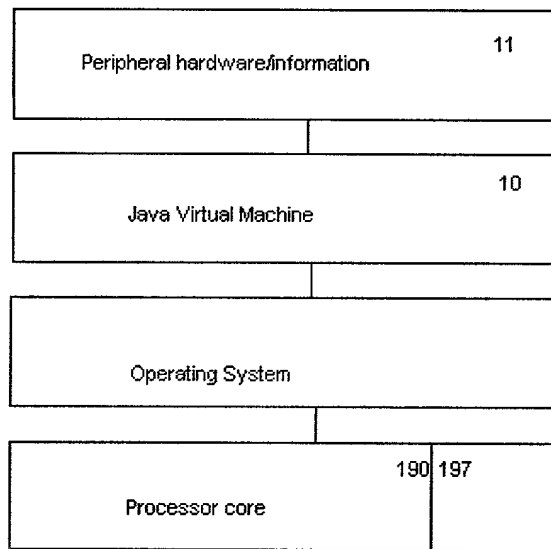 11
Peripheral hardware/information
10
Java Virtual Machine
Operating System
190 197
Processor core